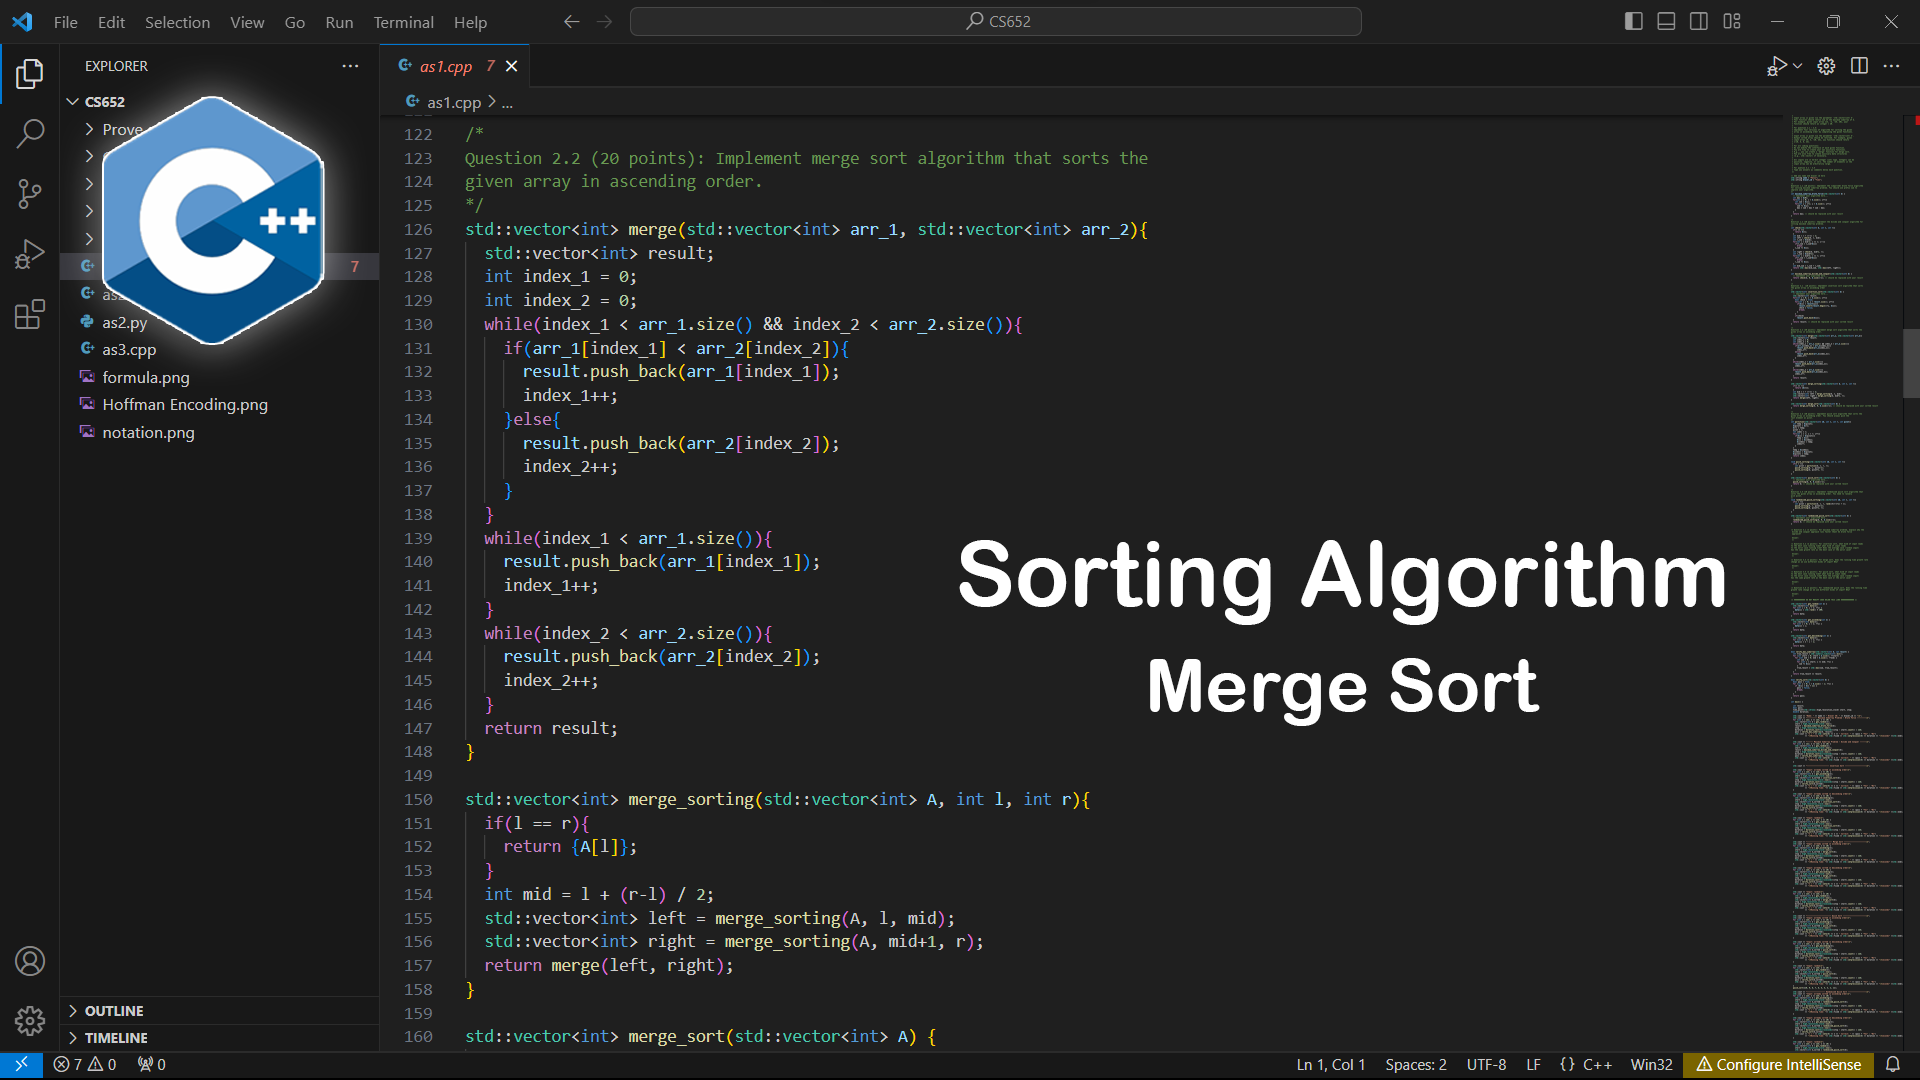 File Edit Selection View Go Run Terminal Help
CS652
EXPLORER
CS652
Prove
7
as2.py
as3.cpp
formula.png
Hoffman Encoding.png
notation.png
OUTLINE
TIMELINE
C++
as1.cpp 7
as1.cpp > ...
122 /*
123 Question 2.2 (20 points): Implement merge sort algorithm that sorts the
124 given array in ascending order.
125 */
126 std::vector<int> merge(std::vector<int> arr_1, std::vector<int> arr_2){
127 std::vector<int> result;
128 int index_1 = 0;
129 int index_2 = 0;
130 while(index_1 < arr_1.size() && index_2 < arr_2.size()){
131 if(arr_1[index_1] < arr_2[index_2]){
132 result.push_back(arr_1[index_1]);
133 index_1++;
134 }else{
135 result.push_back(arr_2[index_2]);
136 index_2++;
137 }
138 }
139 while(index_1 < arr_1.size()){
140 result.push_back(arr_1[index_1]);
141 index_1++;
142 }
143 while(index_2 < arr_2.size()){
144 result.push_back(arr_2[index_2]);
145 index_2++;
146 }
147 return result;
148 }
149
150 std::vector<int> merge_sorting(std::vector<int> A, int l, int r){
151 if(l == r){
152 return {A[l]};
153 }
154 int mid = l + (r-l) / 2;
155 std::vector<int> left = merge_sorting(A, l, mid);
156 std::vector<int> right = merge_sorting(A, mid+1, r);
157 return merge(left, right);
158 }
159
160 std::vector<int> merge_sort(std::vector<int> A) {
Sorting Algorithm
Merge Sort
7 0 0 Ln 1, Col 1 Spaces: 2 UTF-8 LF {} C++ Win32 Configure IntelliSense